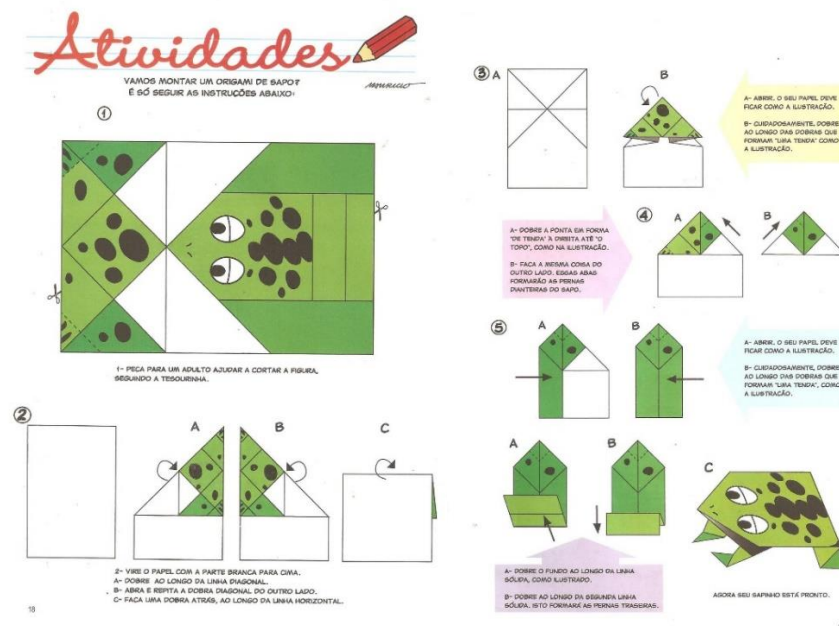 Atividades
VAMOS MONTAR UM ORIGAMI DE SAPO?
É SÓ SEGUIR AS INSTRUÇÕES ABAIXO:
MAURICIO
1
1- PECA PARA UM ADULTO AJUDAR A CORTAR A FIGURA,
SEGUINDO A TESOURINHA.
2
A
B
C
2- VIRE O PAPEL COM A PARTE BRANCA PARA CIMA.
A- DOBRE AO LONGO DA LINHA DIAGONAL.
B- ABRA E REPITA A DOBRA DIAGONAL DO OUTRO LADO.
C- FACA UMA DOBRA ATRÁS, AO LONGO DA LINHA HORIZONTAL.
18
3
A
B
A- ABRIR, O SEU PAPEL DEVE
FICAR COMO A ILUSTRAÇÃO.
B- CUIDADOSAMENTE, DOBRE
AO LONGO DAS DOBRAS QUE
FORMAM "UMA TENDA" COMO
A ILUSTRAÇÃO.
A- DOBRE A PONTA EM FORMA
"DE TENDA" À DIREITA ATÉ "O
TOPO", COMO NA ILUSTRAÇÃO.
B- FACA A MESMA COISA DO
OUTRO LADO. ESSAS ABAS
FORMARÃO AS PERNAS
DIANTEIRAS DO SAPO.
4
A
B
5
A
B
A- ABRIR, O SEU PAPEL DEVE
FICAR COMO A ILUSTRAÇÃO.
B- CUIDADOSAMENTE, DOBRE
AO LONGO DAS DOBRAS QUE
FORMAM "UMA TENDA", COMO
A ILUSTRAÇÃO.
A
B
C
A- DOBRE O FUNDO AO LONGO DA LINHA
SÓLIDA, COMO ILUSTRADO.
B- DOBRE AO LONGO DA SEGUNDA LINHA
SÓLIDA. ISTO FORMARÁ AS PERNAS TRASEIRAS.
AGORA SEU SAPINHO ESTÁ PRONTO.